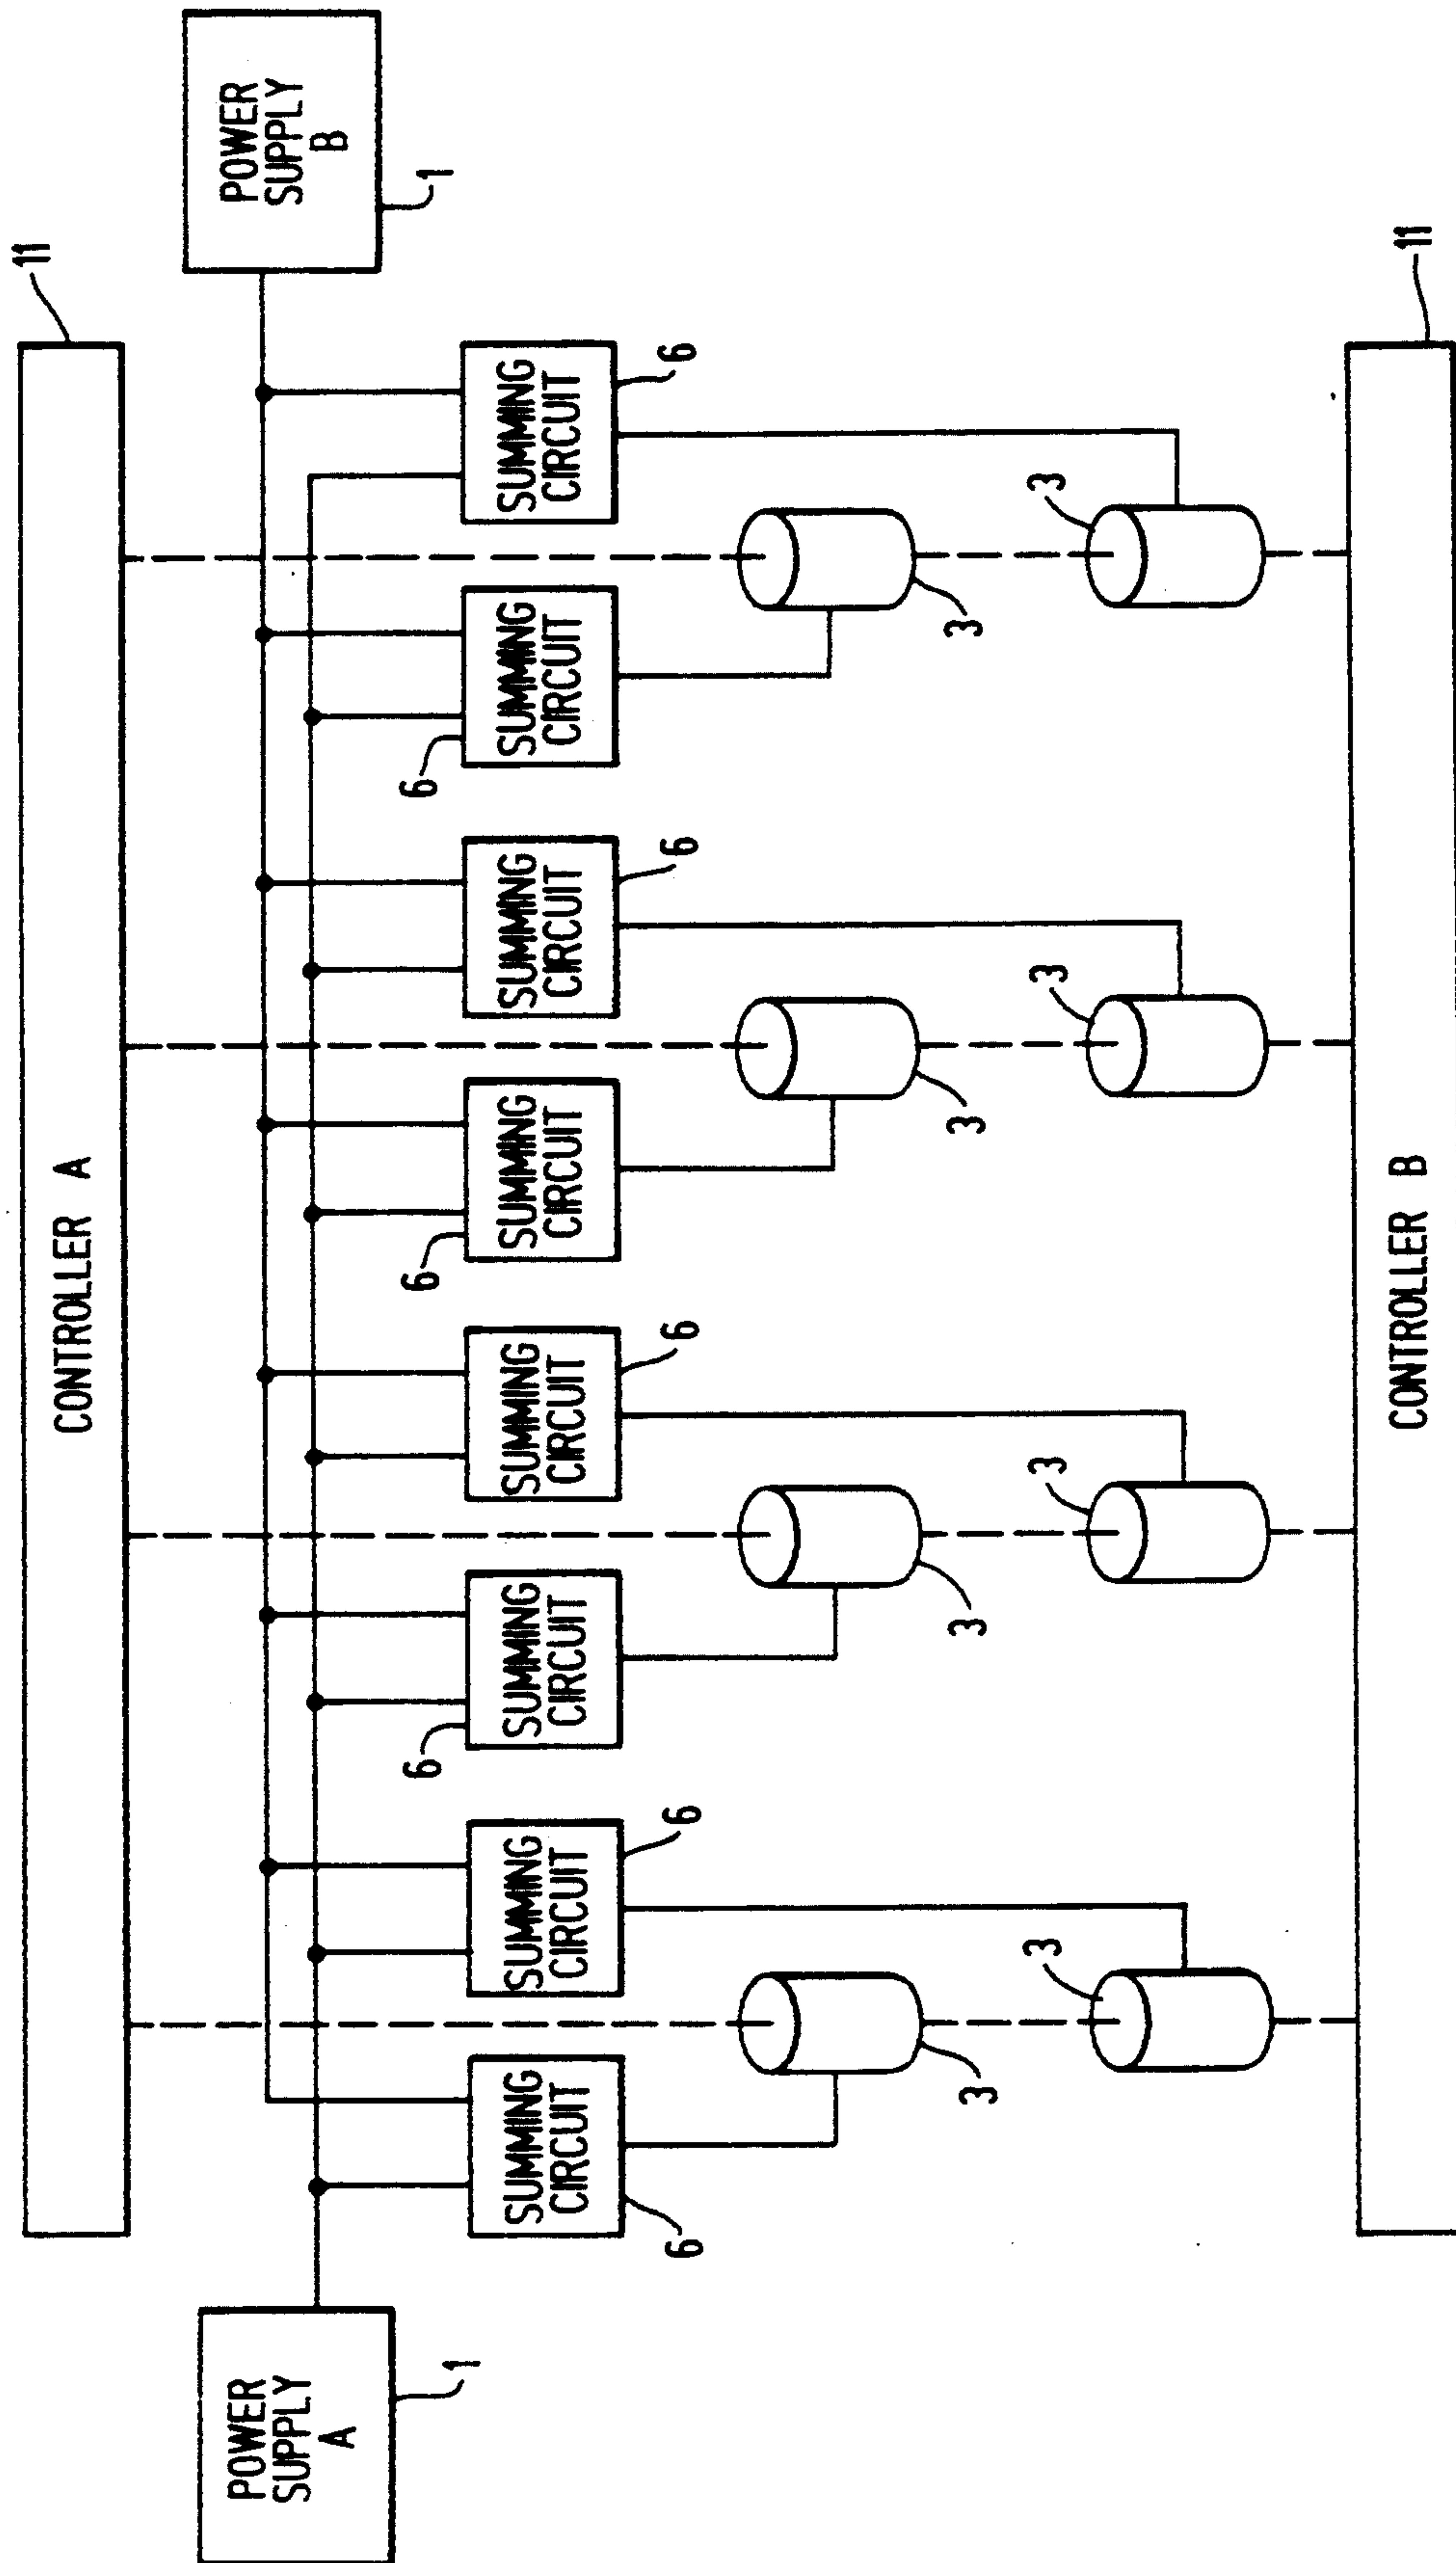 11
CONTROLLER A
POWER
SUPPLY
A
1
POWER
SUPPLY
B
1
SUMMING
CIRCUIT
6
SUMMING
CIRCUIT
6
SUMMING
CIRCUIT
6
SUMMING
CIRCUIT
6
SUMMING
CIRCUIT
6
SUMMING
CIRCUIT
6
SUMMING
CIRCUIT
6
SUMMING
CIRCUIT
6
3
3
3
3
3
3
3
3
11
CONTROLLER B